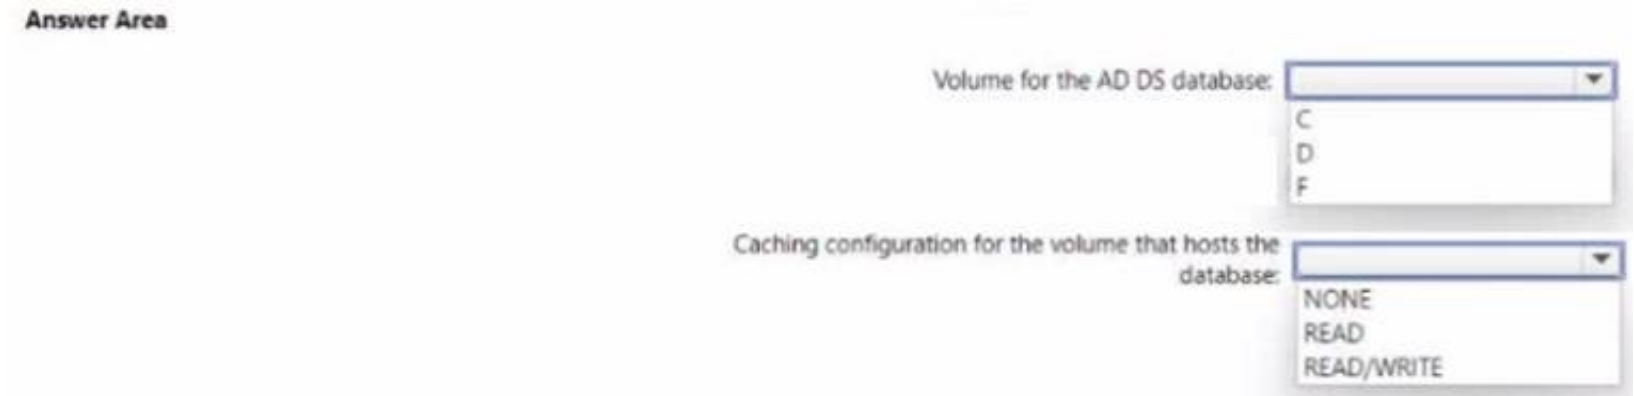 Answer Area
Volume for the AD DS database:
C
D
F
Caching configuration for the volume that hosts the
database:
NONE
READ
READ/WRITE